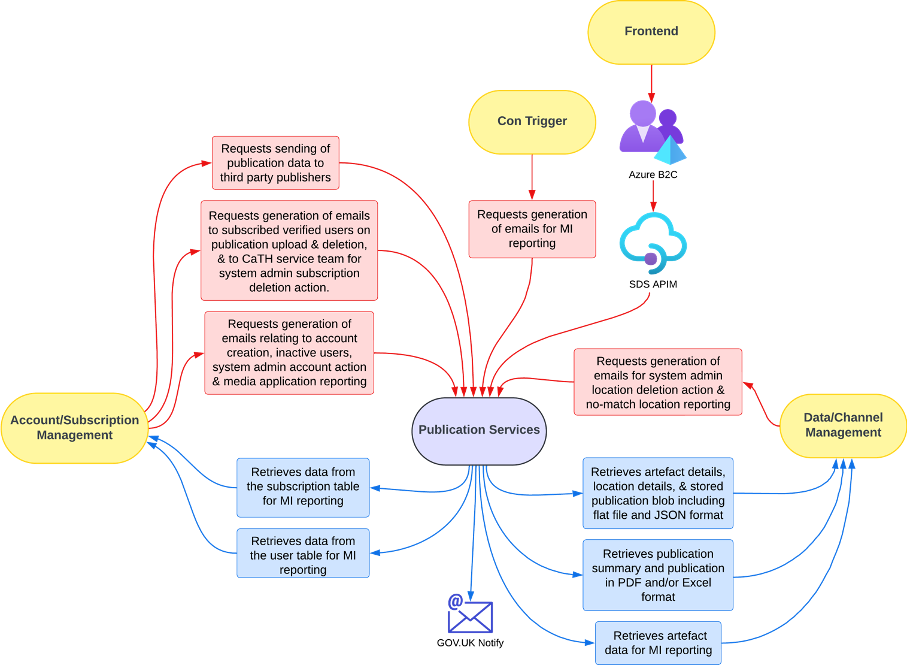 Frontend
Con Trigger
Azure B2C
SDS APIM
Requests sending of
publication data to
third party publishers
Requests generation of emails
to subscribed verified users on
publication upload & deletion,
& to CaTH service team for
system admin subscription
deletion action.
Requests generation
of emails for MI
reporting
Requests generation of
emails relating to account
creation, inactive users,
system admin account action
& media application reporting
Requests generation of
emails for system admin
location deletion action &
no-match location reporting
Account/Subscription
Management
Publication Services
Data/Channel
Management
Retrieves data from
the subscription table
for MI reporting
Retrieves data from
the user table for MI
reporting
Retrieves artefact details,
location details, & stored
publication blob including
flat file and JSON format
Retrieves publication
summary and publication
in PDF and/or Excel
format
Retrieves artefact
data for MI reporting
@
GOV.UK Notify